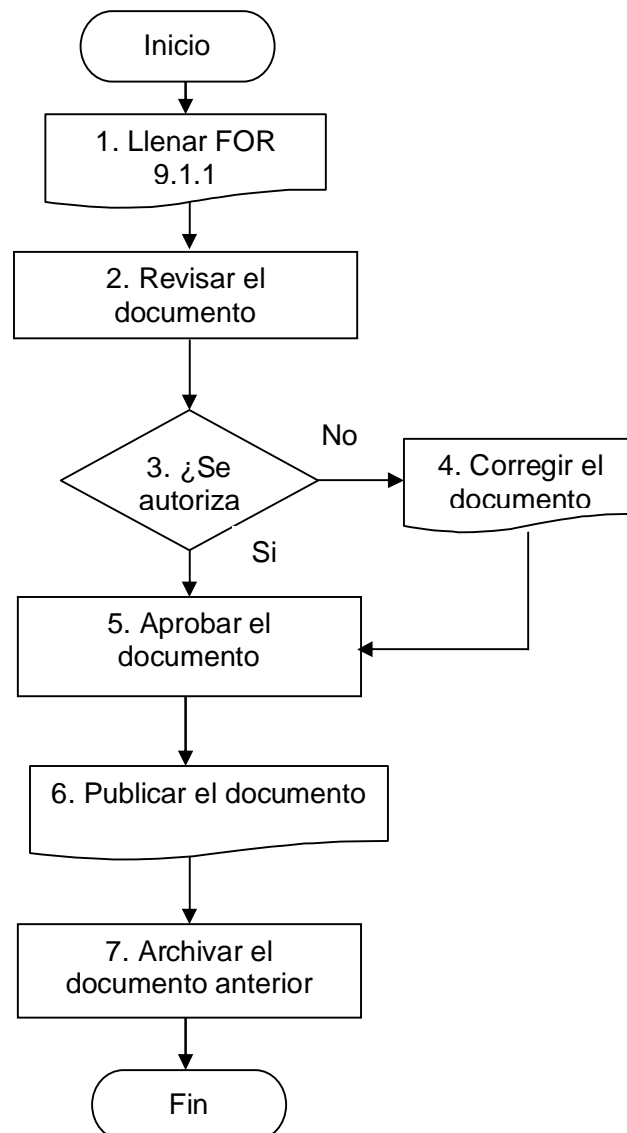 Inicio
1. Llenar FOR
9.1.1
2. Revisar el
documento
3. ¿Se
autoriza
No
4. Corregir el
documento
Si
5. Aprobar el
documento
6. Publicar el documento
7. Archivar el
documento anterior
Fin